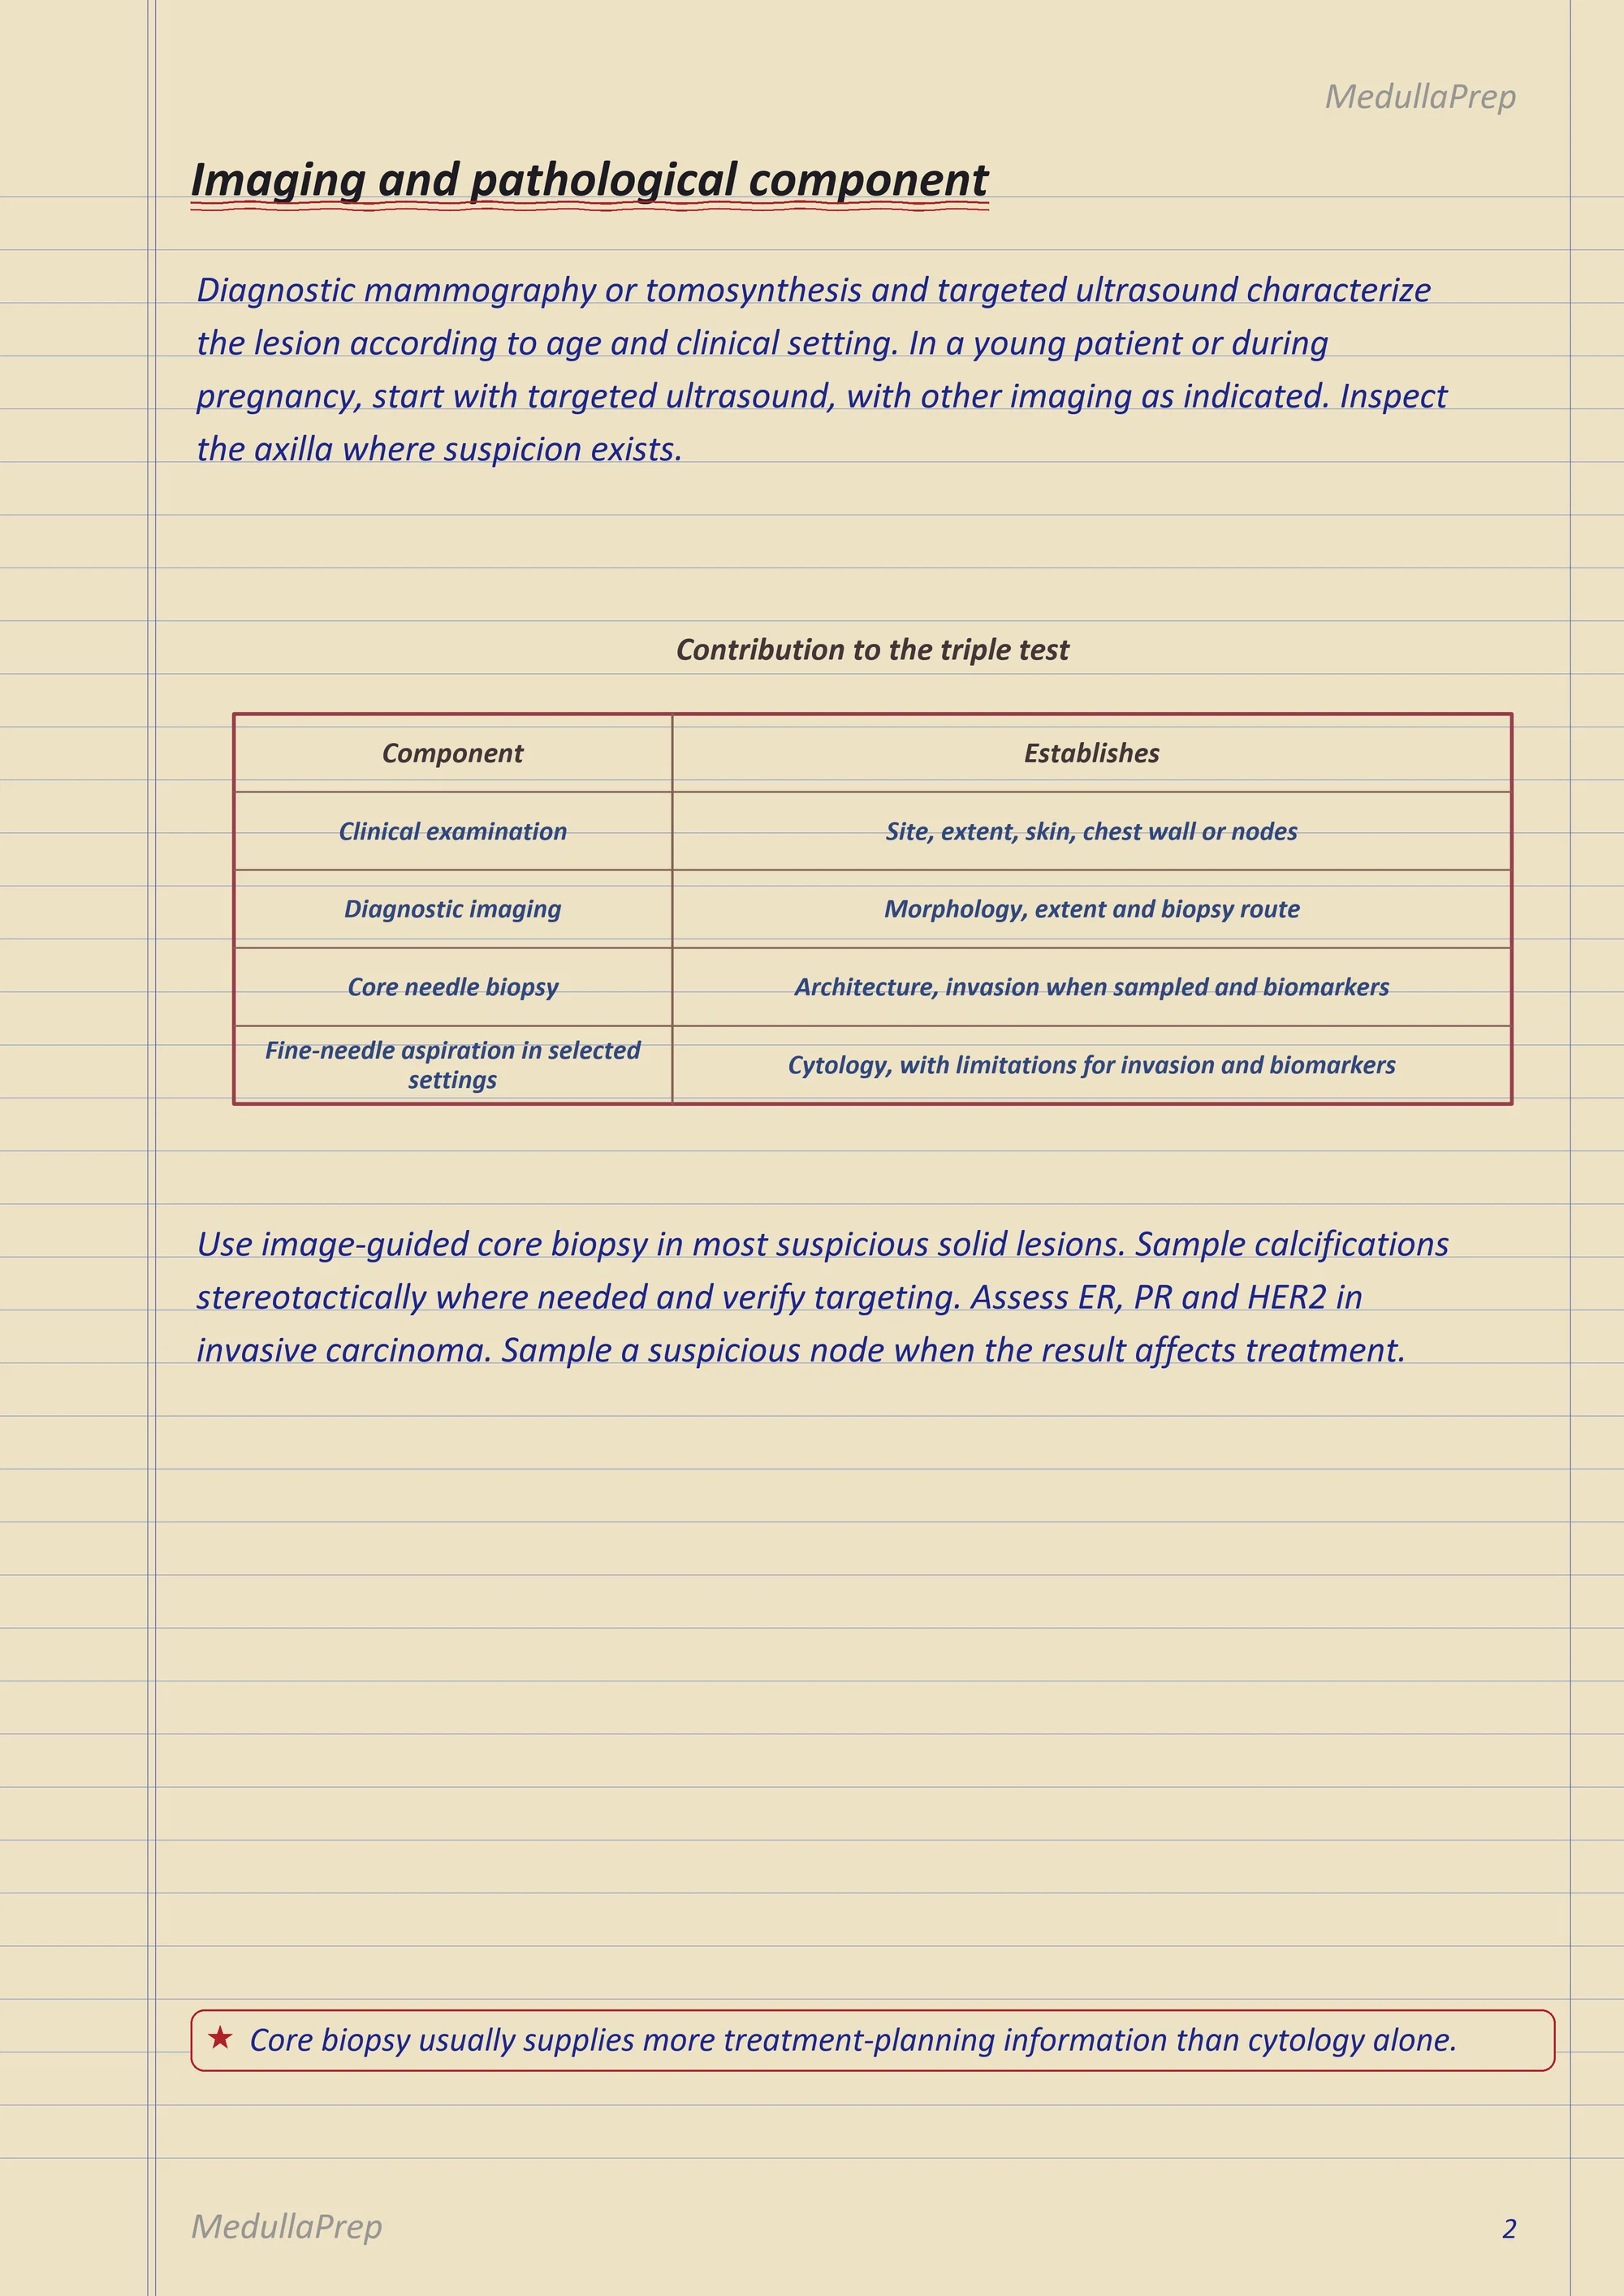 MedullaPrep
Imaging and pathological component
Diagnostic mammography or tomosynthesis and targeted ultrasound characterize
the lesion according to age and clinical setting. In a young patient or during
pregnancy, start with targeted ultrasound, with other imaging as indicated. Inspect
the axilla where suspicion exists.
Contribution to the triple test
Component Establishes
Clinical examination Site, extent, skin, chest wall or nodes
Diagnostic imaging Morphology, extent and biopsy route
Core needle biopsy Architecture, invasion when sampled and biomarkers
Fine-needle aspiration in selected
settings Cytology, with limitations for invasion and biomarkers
Use image-guided core biopsy in most suspicious solid lesions. Sample calcifications
stereotactically where needed and verify targeting. Assess ER, PR and HER2 in
invasive carcinoma. Sample a suspicious node when the result affects treatment.
★ Core biopsy usually supplies more treatment-planning information than cytology alone.
MedullaPrep 2